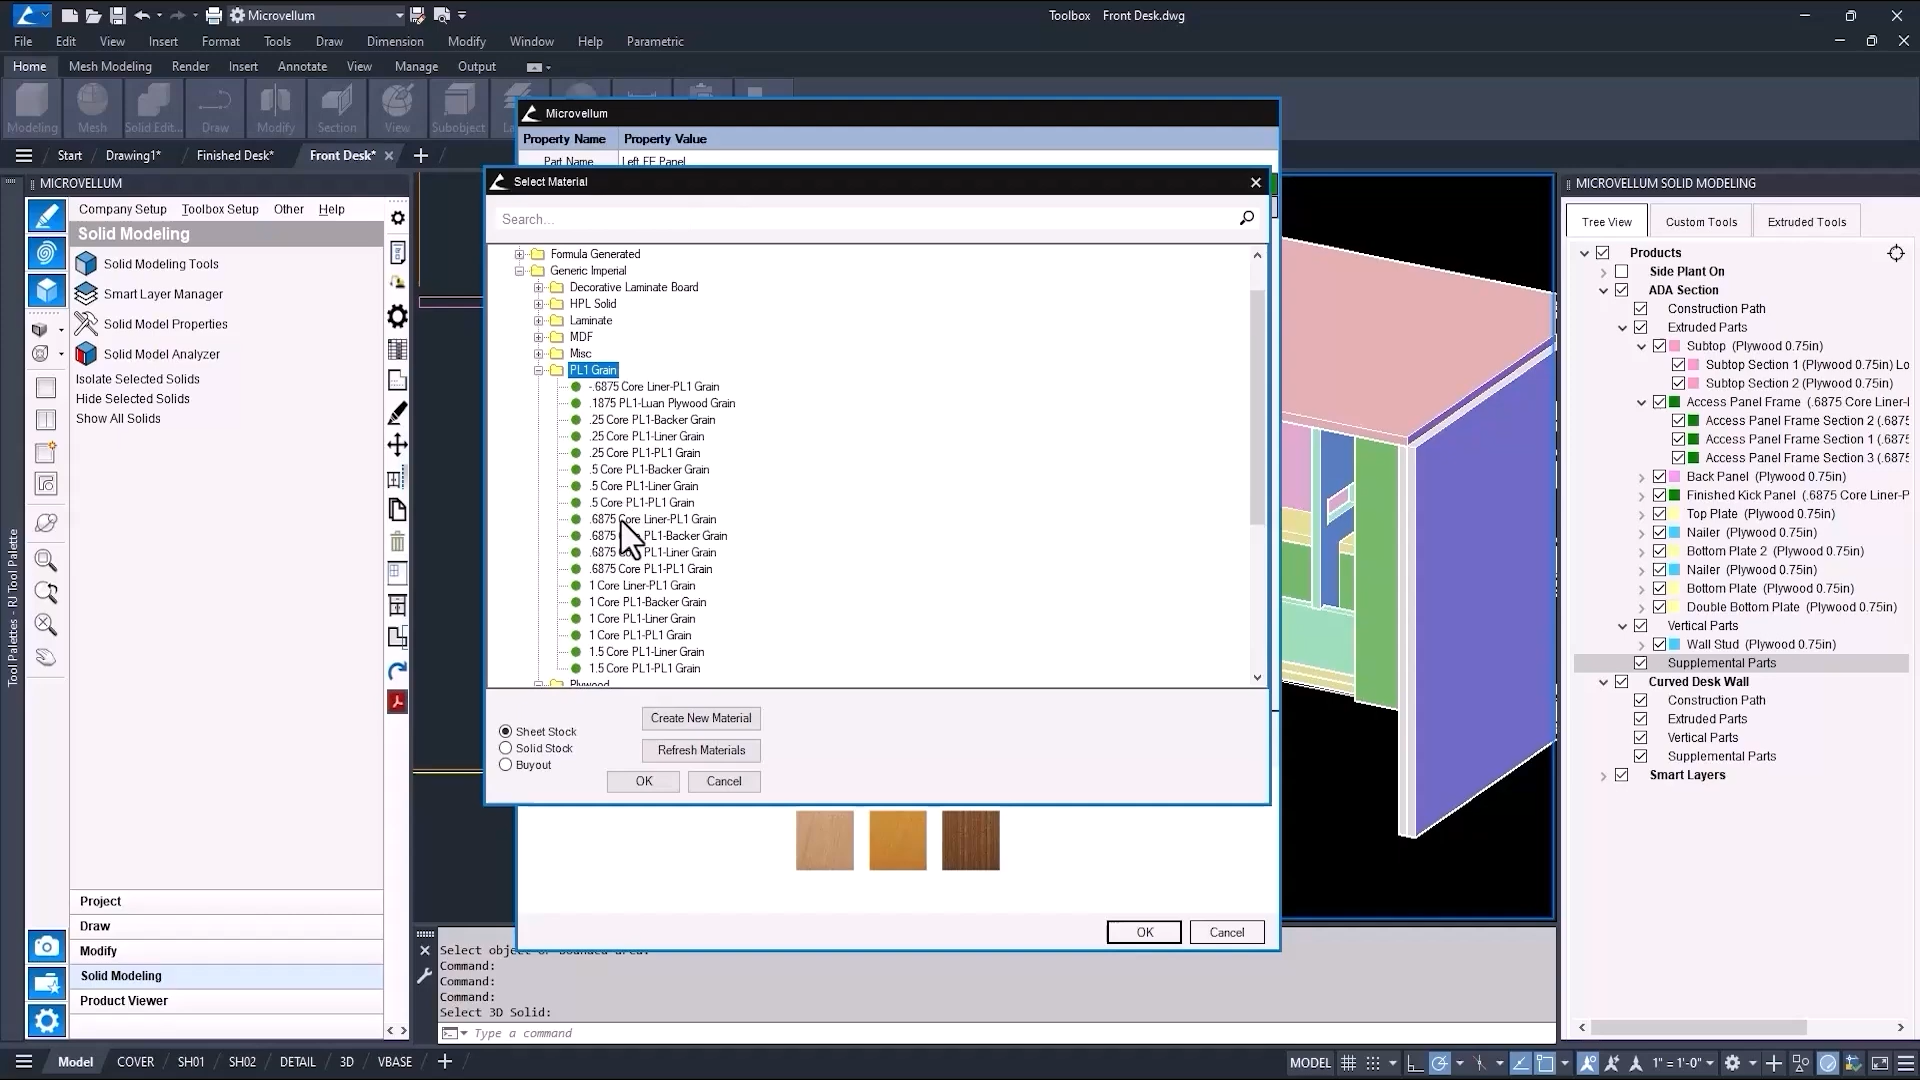 Microvellum
Toolbox Front Desk.dwg
File Edit View Insert Format Tools Draw Dimension Modify Window Help Parametric
Home Mesh Modeling Render Insert Annotate View Manage Output
Modeling Mesh Solid Edit... Draw Modify Section View Subobject
Start Drawing1* Finished Desk* Front Desk*
MICROVELLUM
Company Setup Toolbox Setup Other Help
Solid Modeling
Solid Modeling Tools
Smart Layer Manager
Solid Model Properties
Solid Model Analyzer
Isolate Selected Solids
Hide Selected Solids
Show All Solids
Tool Palettes - RJ Tool Palette
Project
Draw
Modify
Solid Modeling
Product Viewer
Microvellum
Property Name Property Value
Part Name Left FE Panel
Select Material
Search...
Formula Generated
Generic Imperial
Decorative Laminate Board
HPL Solid
Laminate
MDF
Misc
PL1 Grain
-.6875 Core Liner-PL1 Grain
.1875 PL1-Luan Plywood Grain
.25 Core PL1-Backer Grain
.25 Core PL1-Liner Grain
.25 Core PL1-PL1 Grain
.5 Core PL1-Backer Grain
.5 Core PL1-Liner Grain
.5 Core PL1-PL1 Grain
.6875 Core Liner-PL1 Grain
.6875 PL1-Backer Grain
.6875 PL1-Liner Grain
.6875 Core PL1-PL1 Grain
1 Core Liner-PL1 Grain
1 Core PL1-Backer Grain
1 Core PL1-Liner Grain
1 Core PL1-PL1 Grain
1.5 Core PL1-Liner Grain
1.5 Core PL1-PL1 Grain
Plywood
Sheet Stock
Solid Stock
Buyout
Create New Material
Refresh Materials
OK Cancel
OK Cancel
Select object or bounded area:
Command:
Command:
Command:
Select 3D Solid:
Type a command
MICROVELLUM SOLID MODELING
Tree View Custom Tools Extruded Tools
Products
Side Plant On
ADA Section
Construction Path
Extruded Parts
Subtop (Plywood 0.75in)
Subtop Section 1 (Plywood 0.75in) Lo
Subtop Section 2 (Plywood 0.75in)
Access Panel Frame (.6875 Core Liner-I
Access Panel Frame Section 2 (.6875
Access Panel Frame Section 1 (.6875
Access Panel Frame Section 3 (.6875
Back Panel (Plywood 0.75in)
Finished Kick Panel (.6875 Core Liner-P
Top Plate (Plywood 0.75in)
Nailer (Plywood 0.75in)
Bottom Plate 2 (Plywood 0.75in)
Nailer (Plywood 0.75in)
Bottom Plate (Plywood 0.75in)
Double Bottom Plate (Plywood 0.75in)
Vertical Parts
Wall Stud (Plywood 0.75in)
Supplemental Parts
Curved Desk Wall
Construction Path
Extruded Parts
Vertical Parts
Supplemental Parts
Smart Layers
Model COVER SH01 SH02 DETAIL 3D VBASE
MODEL 1" = 1'-0"